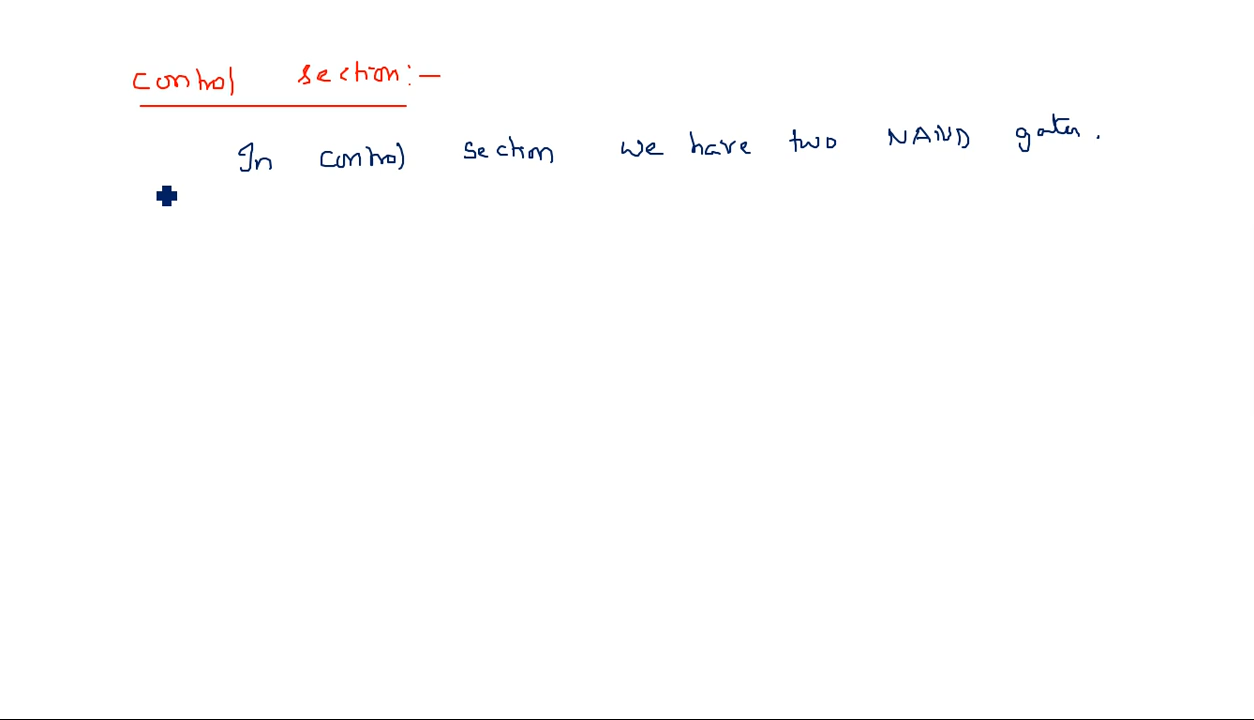 control section:-
In control section we have two NAND gates.